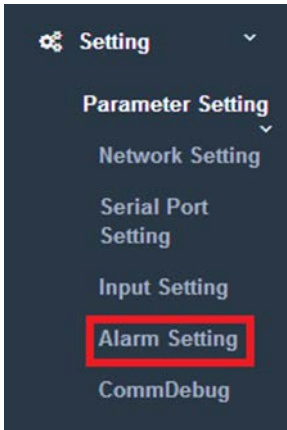 Setting
Parameter Setting
Network Setting
Serial Port
Setting
Input Setting
Alarm Setting
CommDebug